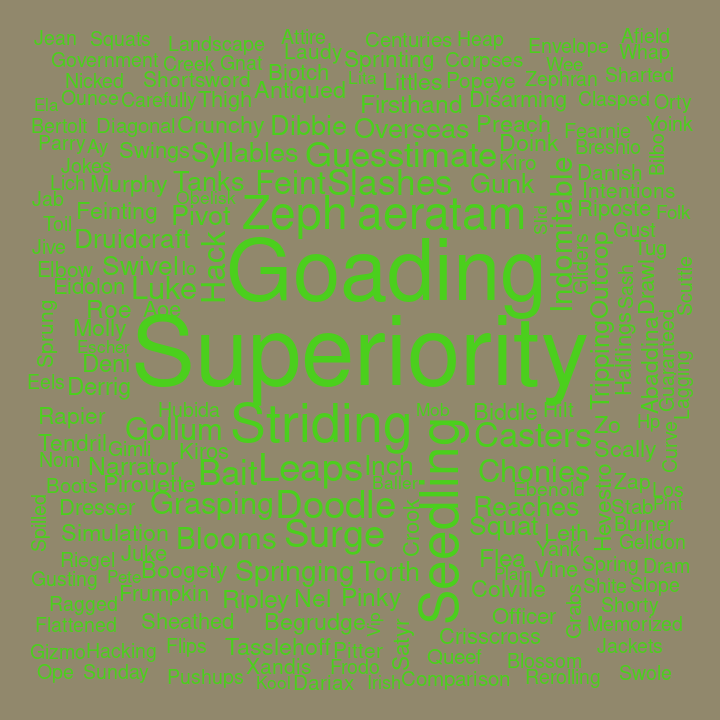 Jean Squats Landscape Attire Centuries Heap Envelope Afield
Government Creek Gnat Laudy Sprinting Corpses Wee Whap
Nicked Shortsword Blotch Lita Littles Popeye Zephran Sharted
Ela Ounce Carefully Thigh Antiqued Firsthand Disarming Clasped Orty
Bertolt Diagonal Crunchy Dibbie Overseas Preach Fearnie Yoink
Parry Ay Swings Syllables Guesstimate Doink Breshio Bilbo
Jokes Kiro Danish
Lich Murphy Tanks Feint Slashes Gunk Indomitable Intentions
Jab Obelisk
Toil Feinting Pivot Zeph'aeratam Slid Riposte Folk
Gust
Jive Druidcraft Hack Glicers Outcrop Tug
Elbow Swivel Io Goading Sash Drawl Scuttle
Eidolon Luke
Roe Aoe Halflings Guaranteed
Sprung Molly Superiority Tripping Abeddina
Escher
Deni Lagging
Eels Derrig
Rapier Hublda Striding Mob Biddle Hilt Zo
Gollum Casters Curve
Tendril Gimli Kiros Seedling Scally
Nom Narrator Bait Leaps Inch Chonies
Boots Pirouette Baller Ebenold Hevestro Zap Los
Dresser Grasping Doodle Reaches Stab Pint
Spilled Simulation Blooms Surge Crook Squat Leth Burner
Riegel Juke Flea Yank Gelidon
Gusting Pete Boogety Springing Torth Plain Vine Spring Dram
Frumpkin Colville Shite Slope
Ragged Ripley Nel Pinky Grabs Shorty
Flattened Sheathed Begrudge Vip Officer Memorized
Crisscross
Gizmo Hacking Flips Tasslehoff Pitter Satyr Queef Blossom Jackets
Ope Sunday Pushups Xandis Frodo Comparison Rerolling Swole
Kool Dariax Irish